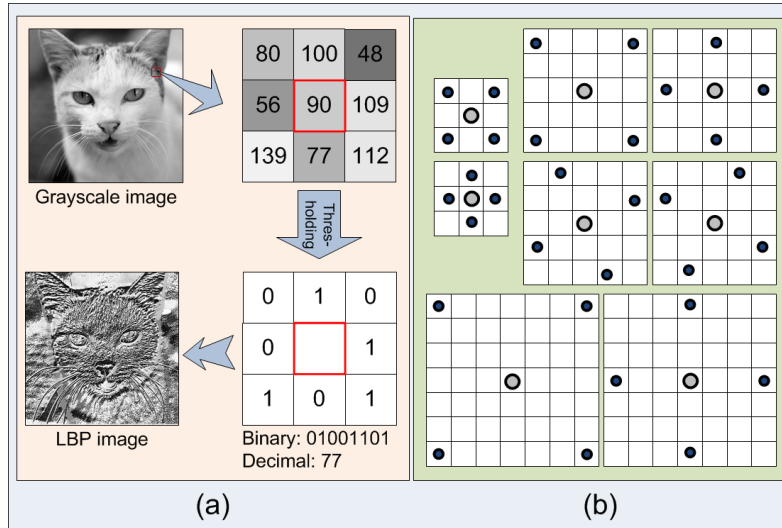 80 100 48
56 90 109
139 77 112
Grayscale image
Thres-
holding
0 1 0
0 1
1 0 1
LBP image
Binary: 01001101
Decimal: 77
(a)
(b)